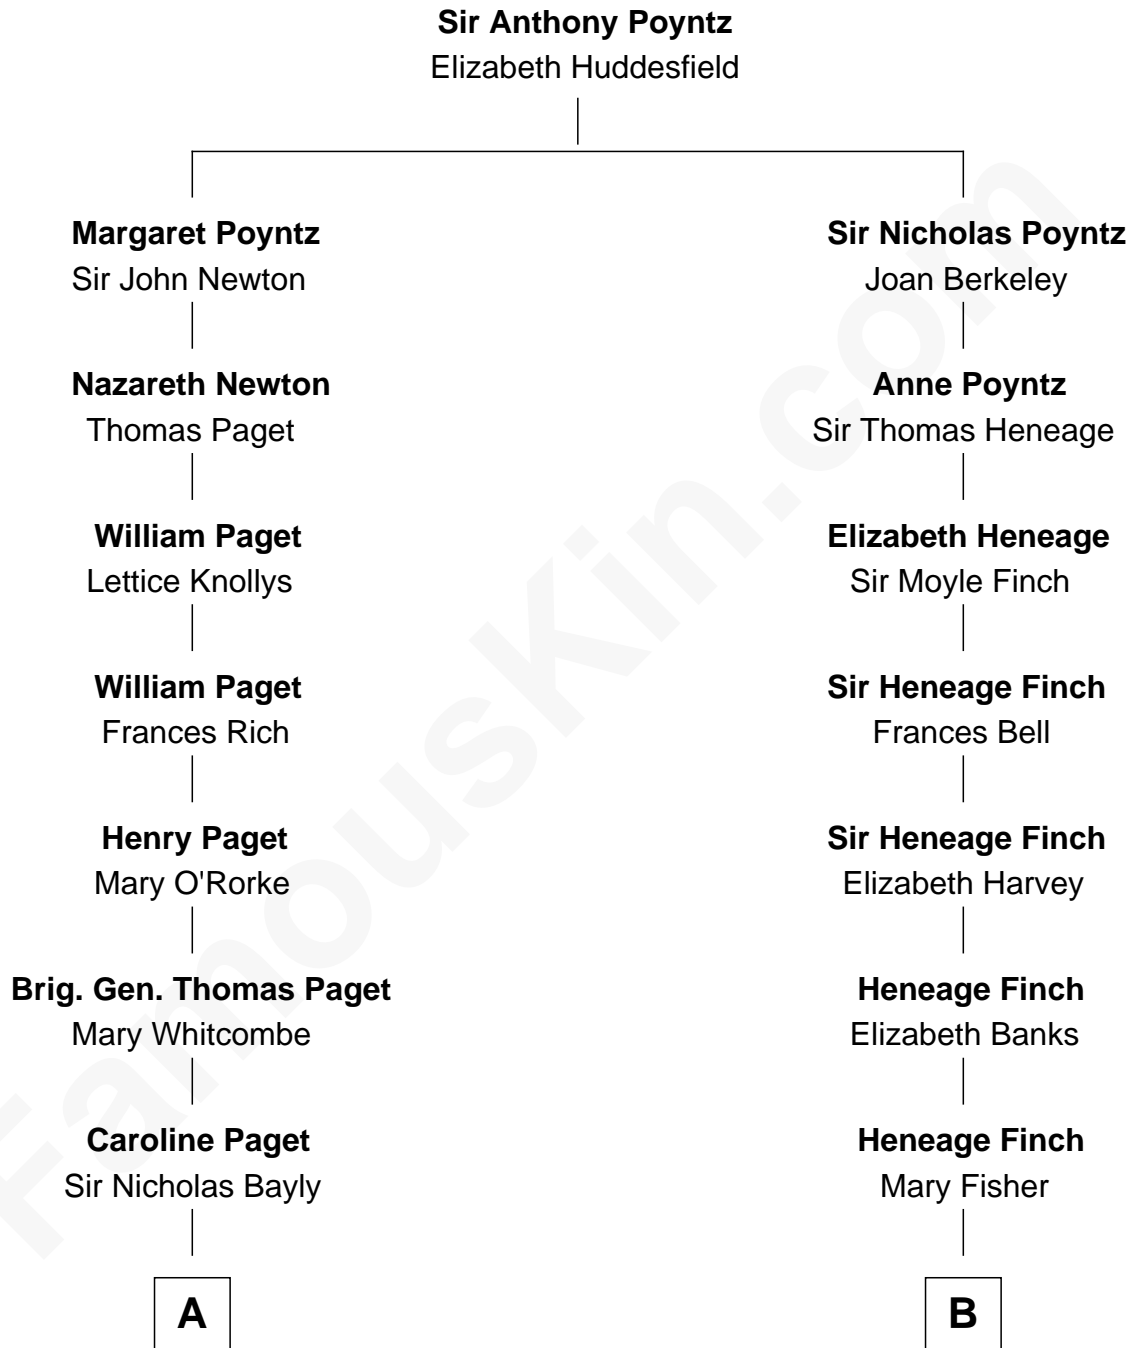 Sir Anthony Poyntz
Elizabeth Huddesfield
Margaret Poyntz
Sir John Newton
Sir Nicholas Poyntz
Joan Berkeley
Nazareth Newton
Thomas Paget
Anne Poyntz
Sir Thomas Heneage
William Paget
Lettice Knollys
Elizabeth Heneage
Sir Moyle Finch
William Paget
Frances Rich
Sir Heneage Finch
Frances Bell
Henry Paget
Mary O'Rorke
Sir Heneage Finch
Elizabeth Harvey
Brig. Gen. Thomas Paget
Mary Whitcombe
Heneage Finch
Elizabeth Banks
Caroline Paget
Sir Nicholas Bayly
Heneage Finch
Mary Fisher
A
B
FamousKin.com